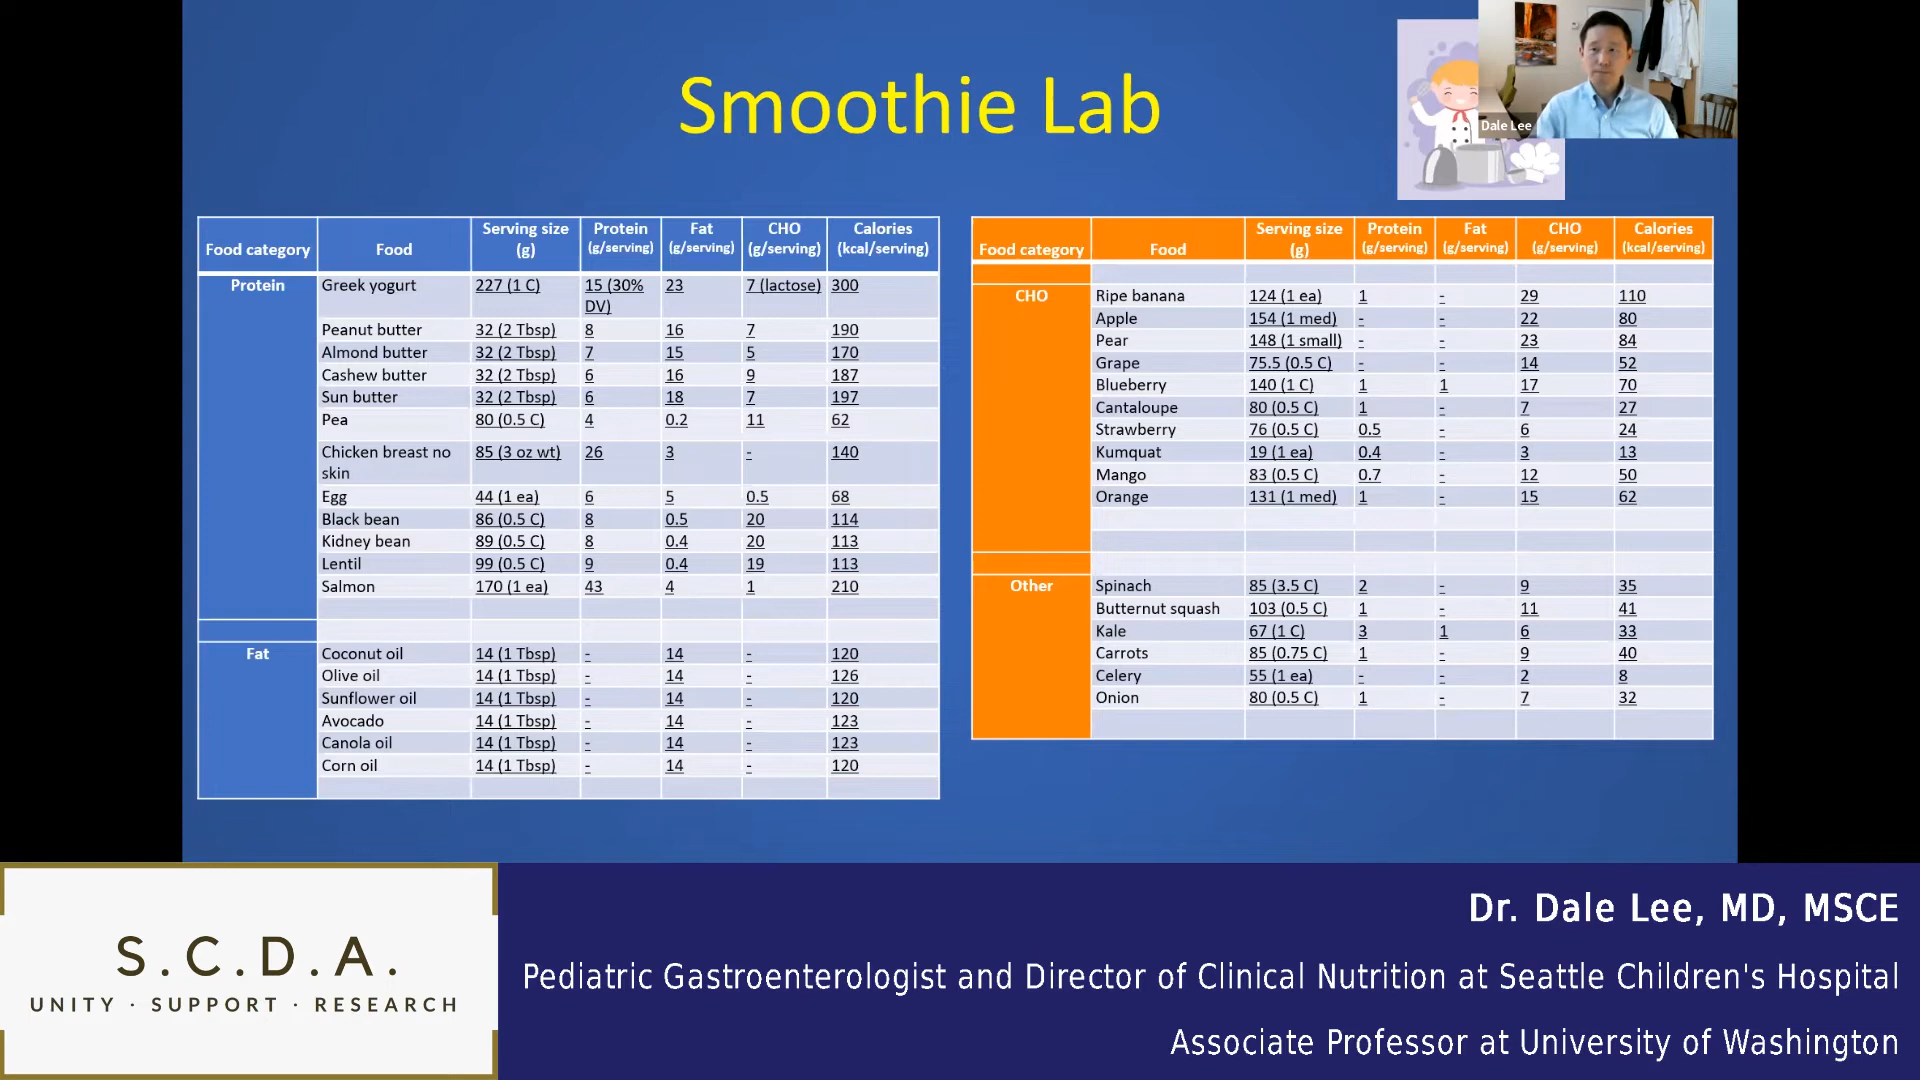 Smoothie Lab
Dale Lee
Food category Food Serving size (g) Protein (g/serving) Fat (g/serving) CHO (g/serving) Calories (kcal/serving)
Protein Greek yogurt 227 (1 C) 15 (30% DV) 23 7 (lactose) 300
Peanut butter 32 (2 Tbsp) 8 16 7 190
Almond butter 32 (2 Tbsp) 7 15 5 170
Cashew butter 32 (2 Tbsp) 6 16 9 187
Sun butter 32 (2 Tbsp) 6 18 7 197
Pea 80 (0.5 C) 4 0.2 11 62
Chicken breast no skin 85 (3 oz wt) 26 3 - 140
Egg 44 (1 ea) 6 5 0.5 68
Black bean 86 (0.5 C) 8 0.5 20 114
Kidney bean 89 (0.5 C) 8 0.4 20 113
Lentil 99 (0.5 C) 9 0.4 19 113
Salmon 170 (1 ea) 43 4 1 210
Fat Coconut oil 14 (1 Tbsp) - 14 - 120
Olive oil 14 (1 Tbsp) - 14 - 126
Sunflower oil 14 (1 Tbsp) - 14 - 120
Avocado 14 (1 Tbsp) - 14 - 123
Canola oil 14 (1 Tbsp) - 14 - 123
Corn oil 14 (1 Tbsp) - 14 - 120
Food category Food Serving size (g) Protein (g/serving) Fat (g/serving) CHO (g/serving) Calories (kcal/serving)
CHO Ripe banana 124 (1 ea) 1 - 29 110
Apple 154 (1 med) - - 22 80
Pear 148 (1 small) - - 23 84
Grape 75.5 (0.5 C) - - 14 52
Blueberry 140 (1 C) 1 1 17 70
Cantaloupe 80 (0.5 C) 1 - 7 27
Strawberry 76 (0.5 C) 0.5 - 6 24
Kumquat 19 (1 ea) 0.4 - 3 13
Mango 83 (0.5 C) 0.7 - 12 50
Orange 131 (1 med) 1 - 15 62
Other Spinach 85 (3.5 C) 2 - 9 35
Butternut squash 103 (0.5 C) 1 - 11 41
Kale 67 (1 C) 3 1 6 33
Carrots 85 (0.75 C) 1 - 9 40
Celery 55 (1 ea) - - 2 8
Onion 80 (0.5 C) 1 - 7 32
S.C.D.A.
UNITY · SUPPORT · RESEARCH
Dr. Dale Lee, MD, MSCE
Pediatric Gastroenterologist and Director of Clinical Nutrition at Seattle Children's Hospital
Associate Professor at University of Washington